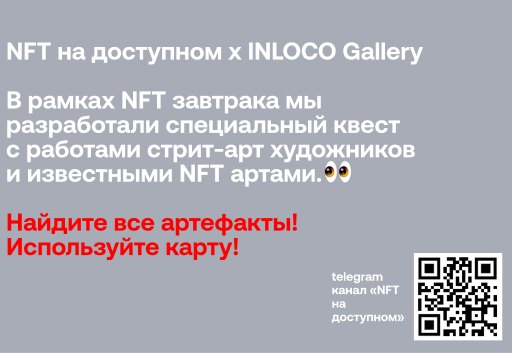 NFT на доступном x INLOCO Gallery
В рамках NFT завтрака мы
разработали специальный квест
с работами стрит-арт художников
и известными NFT артами.👀
Найдите все артефакты!
Используйте карту!
telegram
канал «NFT
на
доступном»